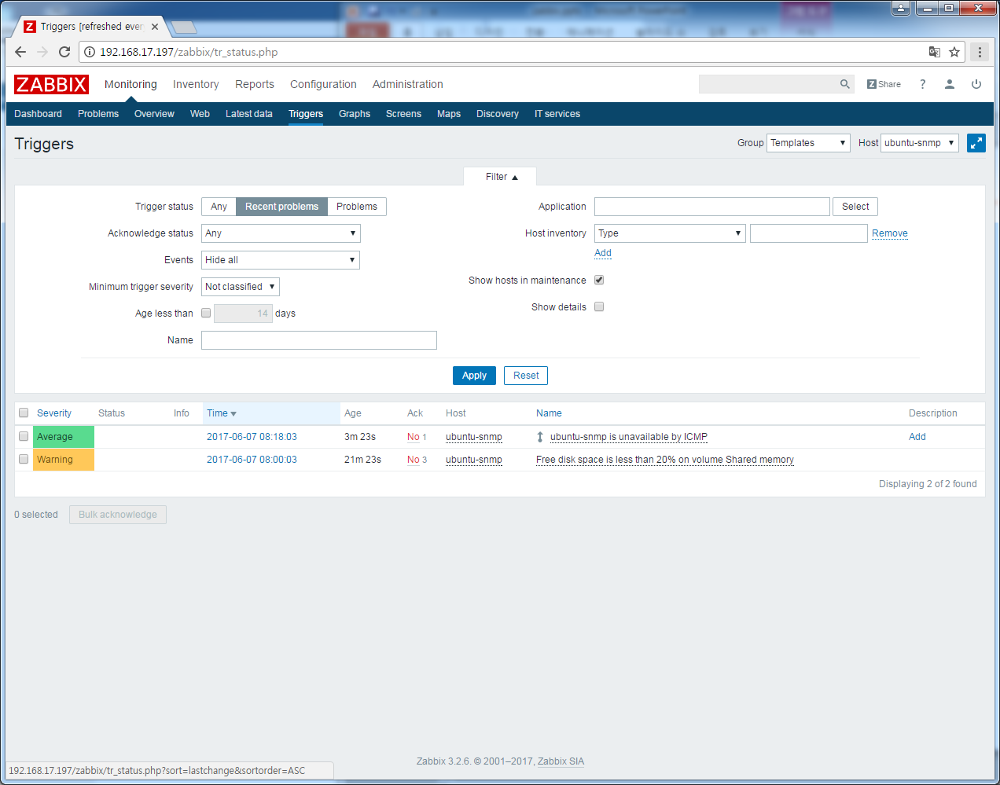 Triggers [refreshed every
192.168.17.197/zabbix/tr_status.php
ZABBIX Monitoring Inventory Reports Configuration Administration Z Share ?
Dashboard Problems Overview Web Latest data Triggers Graphs Screens Maps Discovery IT services
Triggers Group Templates Host ubuntu-snmp
Filter
Trigger status Any Recent problems Problems Application Select
Acknowledge status Any Host inventory Type Remove
Add
Events Hide all
Show hosts in maintenance
Minimum trigger severity Not classified
Show details
Age less than 14 days
Name
Apply Reset
Severity Status Info Time Age Ack Host Name Description
Average 2017-06-07 08:18:03 3m 23s No 1 ubuntu-snmp ubuntu-snmp is unavailable by ICMP Add
Warning 2017-06-07 08:00:03 21m 23s No 3 ubuntu-snmp Free disk space is less than 20% on volume Shared memory
Displaying 2 of 2 found
0 selected Bulk acknowledge
Zabbix 3.2.6. © 2001–2017, Zabbix SIA
192.168.17.197/zabbix/tr_status.php?sort=lastchange&sortorder=ASC